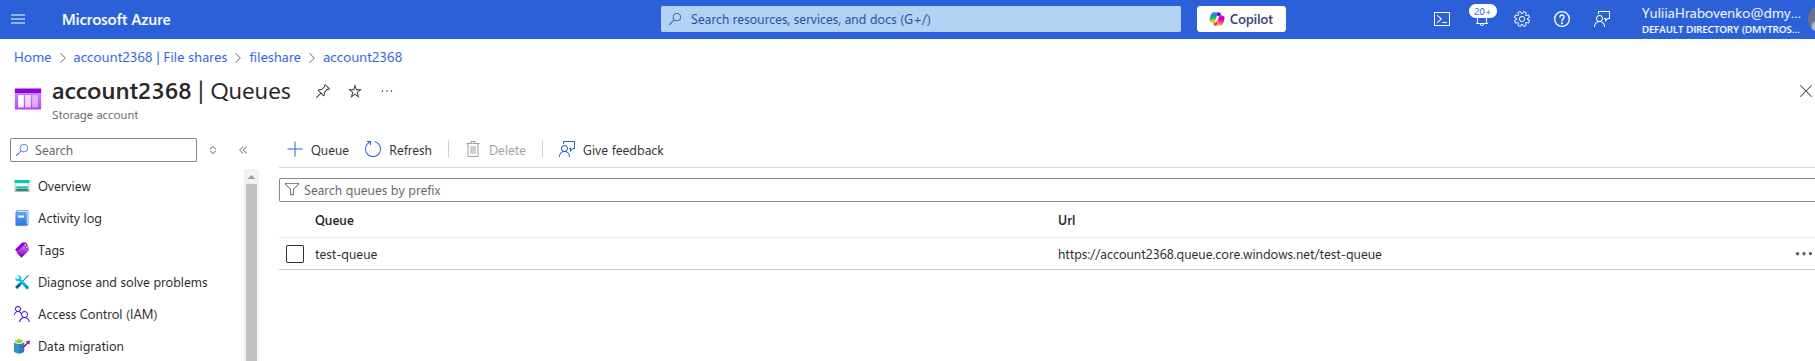 Microsoft Azure
Search resources, services, and docs (G+/)
Copilot
20+
YuliiaHrabovenko@dmy...
DEFAULT DIRECTORY (DMYTROS...
Home > account2368 | File shares > fileshare > account2368
account2368 | Queues
Storage account
Search
Queue Refresh Delete Give feedback
Overview
Activity log
Tags
Diagnose and solve problems
Access Control (IAM)
Data migration
Search queues by prefix
Queue Url
test-queue https://account2368.queue.core.windows.net/test-queue